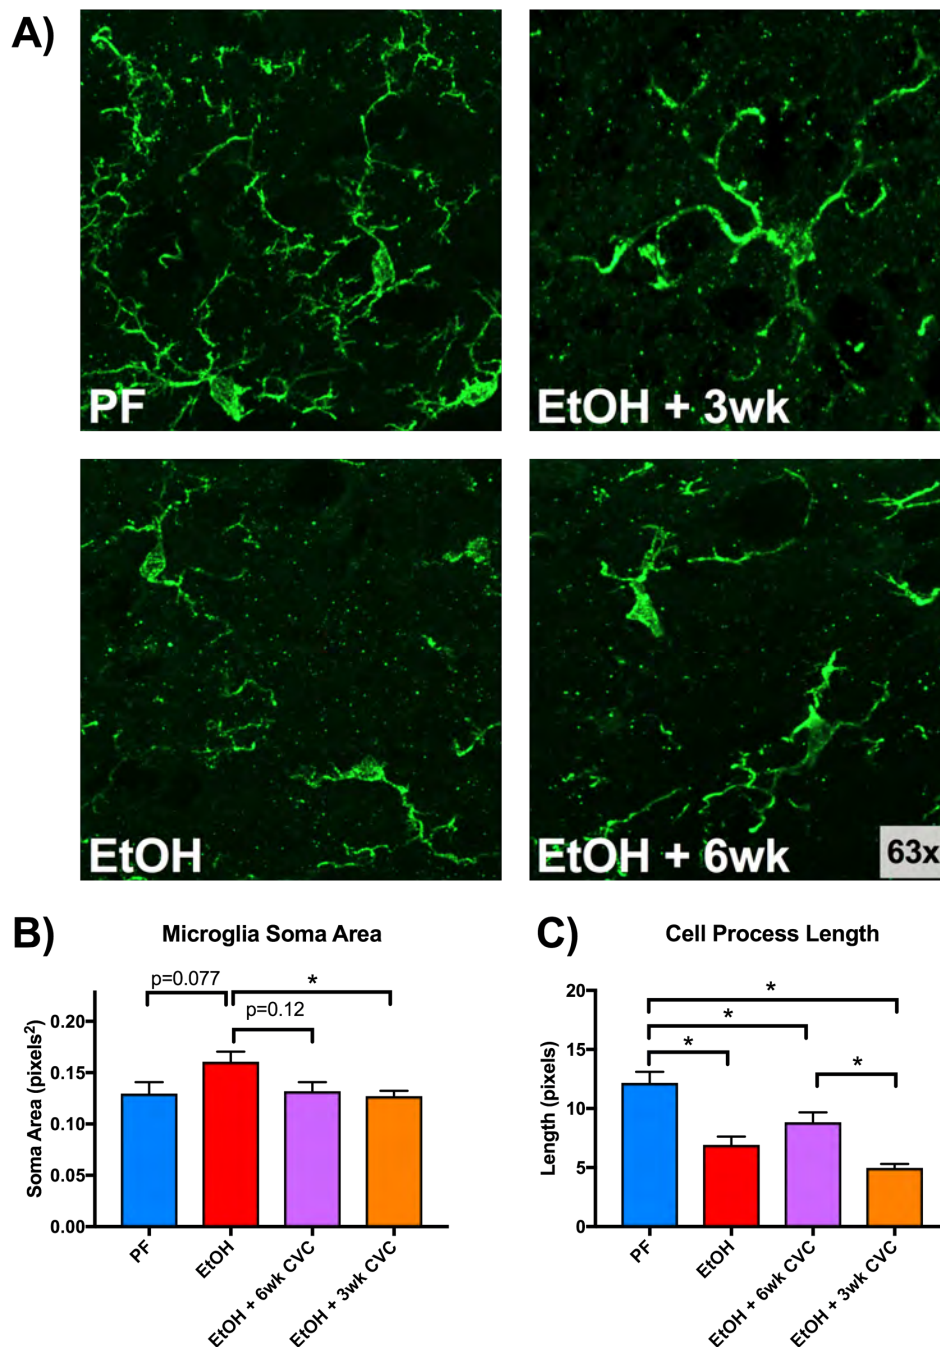 A)
PF
EtOH + 3wk
EtOH
EtOH + 6wk
63x
B)
Microglia Soma Area
p=0.077
*
p=0.12
Soma Area (pixels²)
0.20
0.15
0.10
0.05
0.00
PF
EtOH
EtOH + 6wk CVC
EtOH + 3wk CVC
C)
Cell Process Length
*
*
*
*
Length (pixels)
20
15
10
5
0
PF
EtOH
EtOH + 6wk CVC
EtOH + 3wk CVC